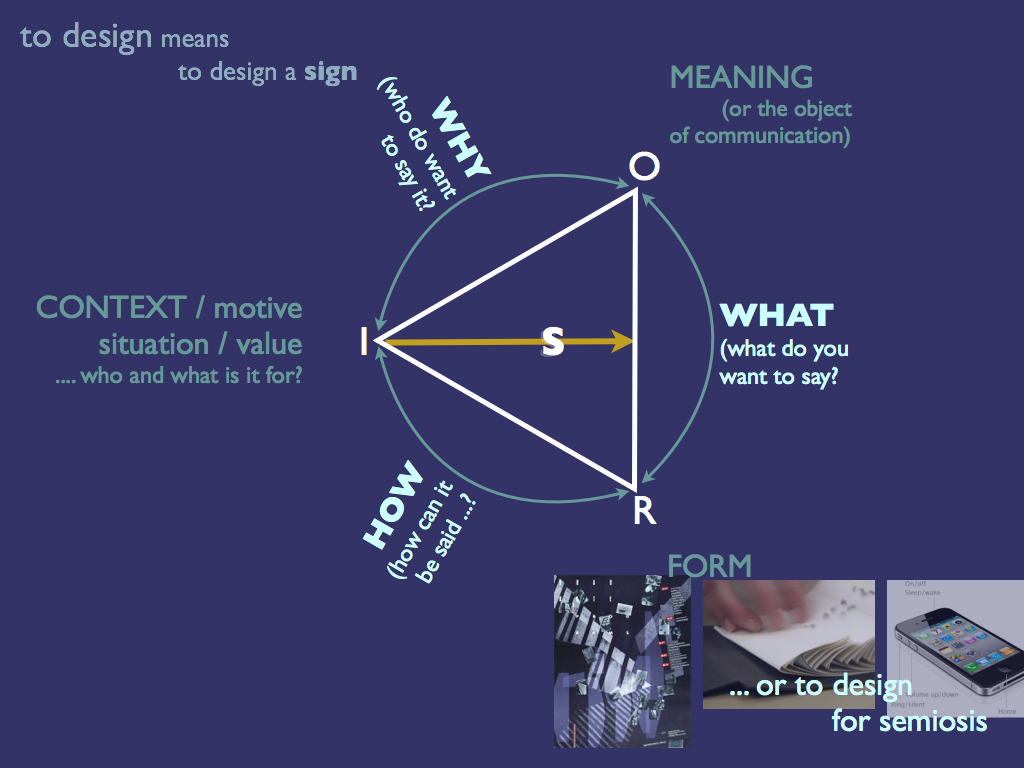 to design means
to design a sign
WHY
(who do want
to say it?
MEANING
(or the object
of communication)
O
CONTEXT / motive
situation / value
.... who and what is it for?
I
S
WHAT
(what do you
want to say?
HOW
(how can it
be said ...?
R
FORM
On/off
Sleep/wake
... or to design
Volume up/down
Ring/silent
Home
for semiosis